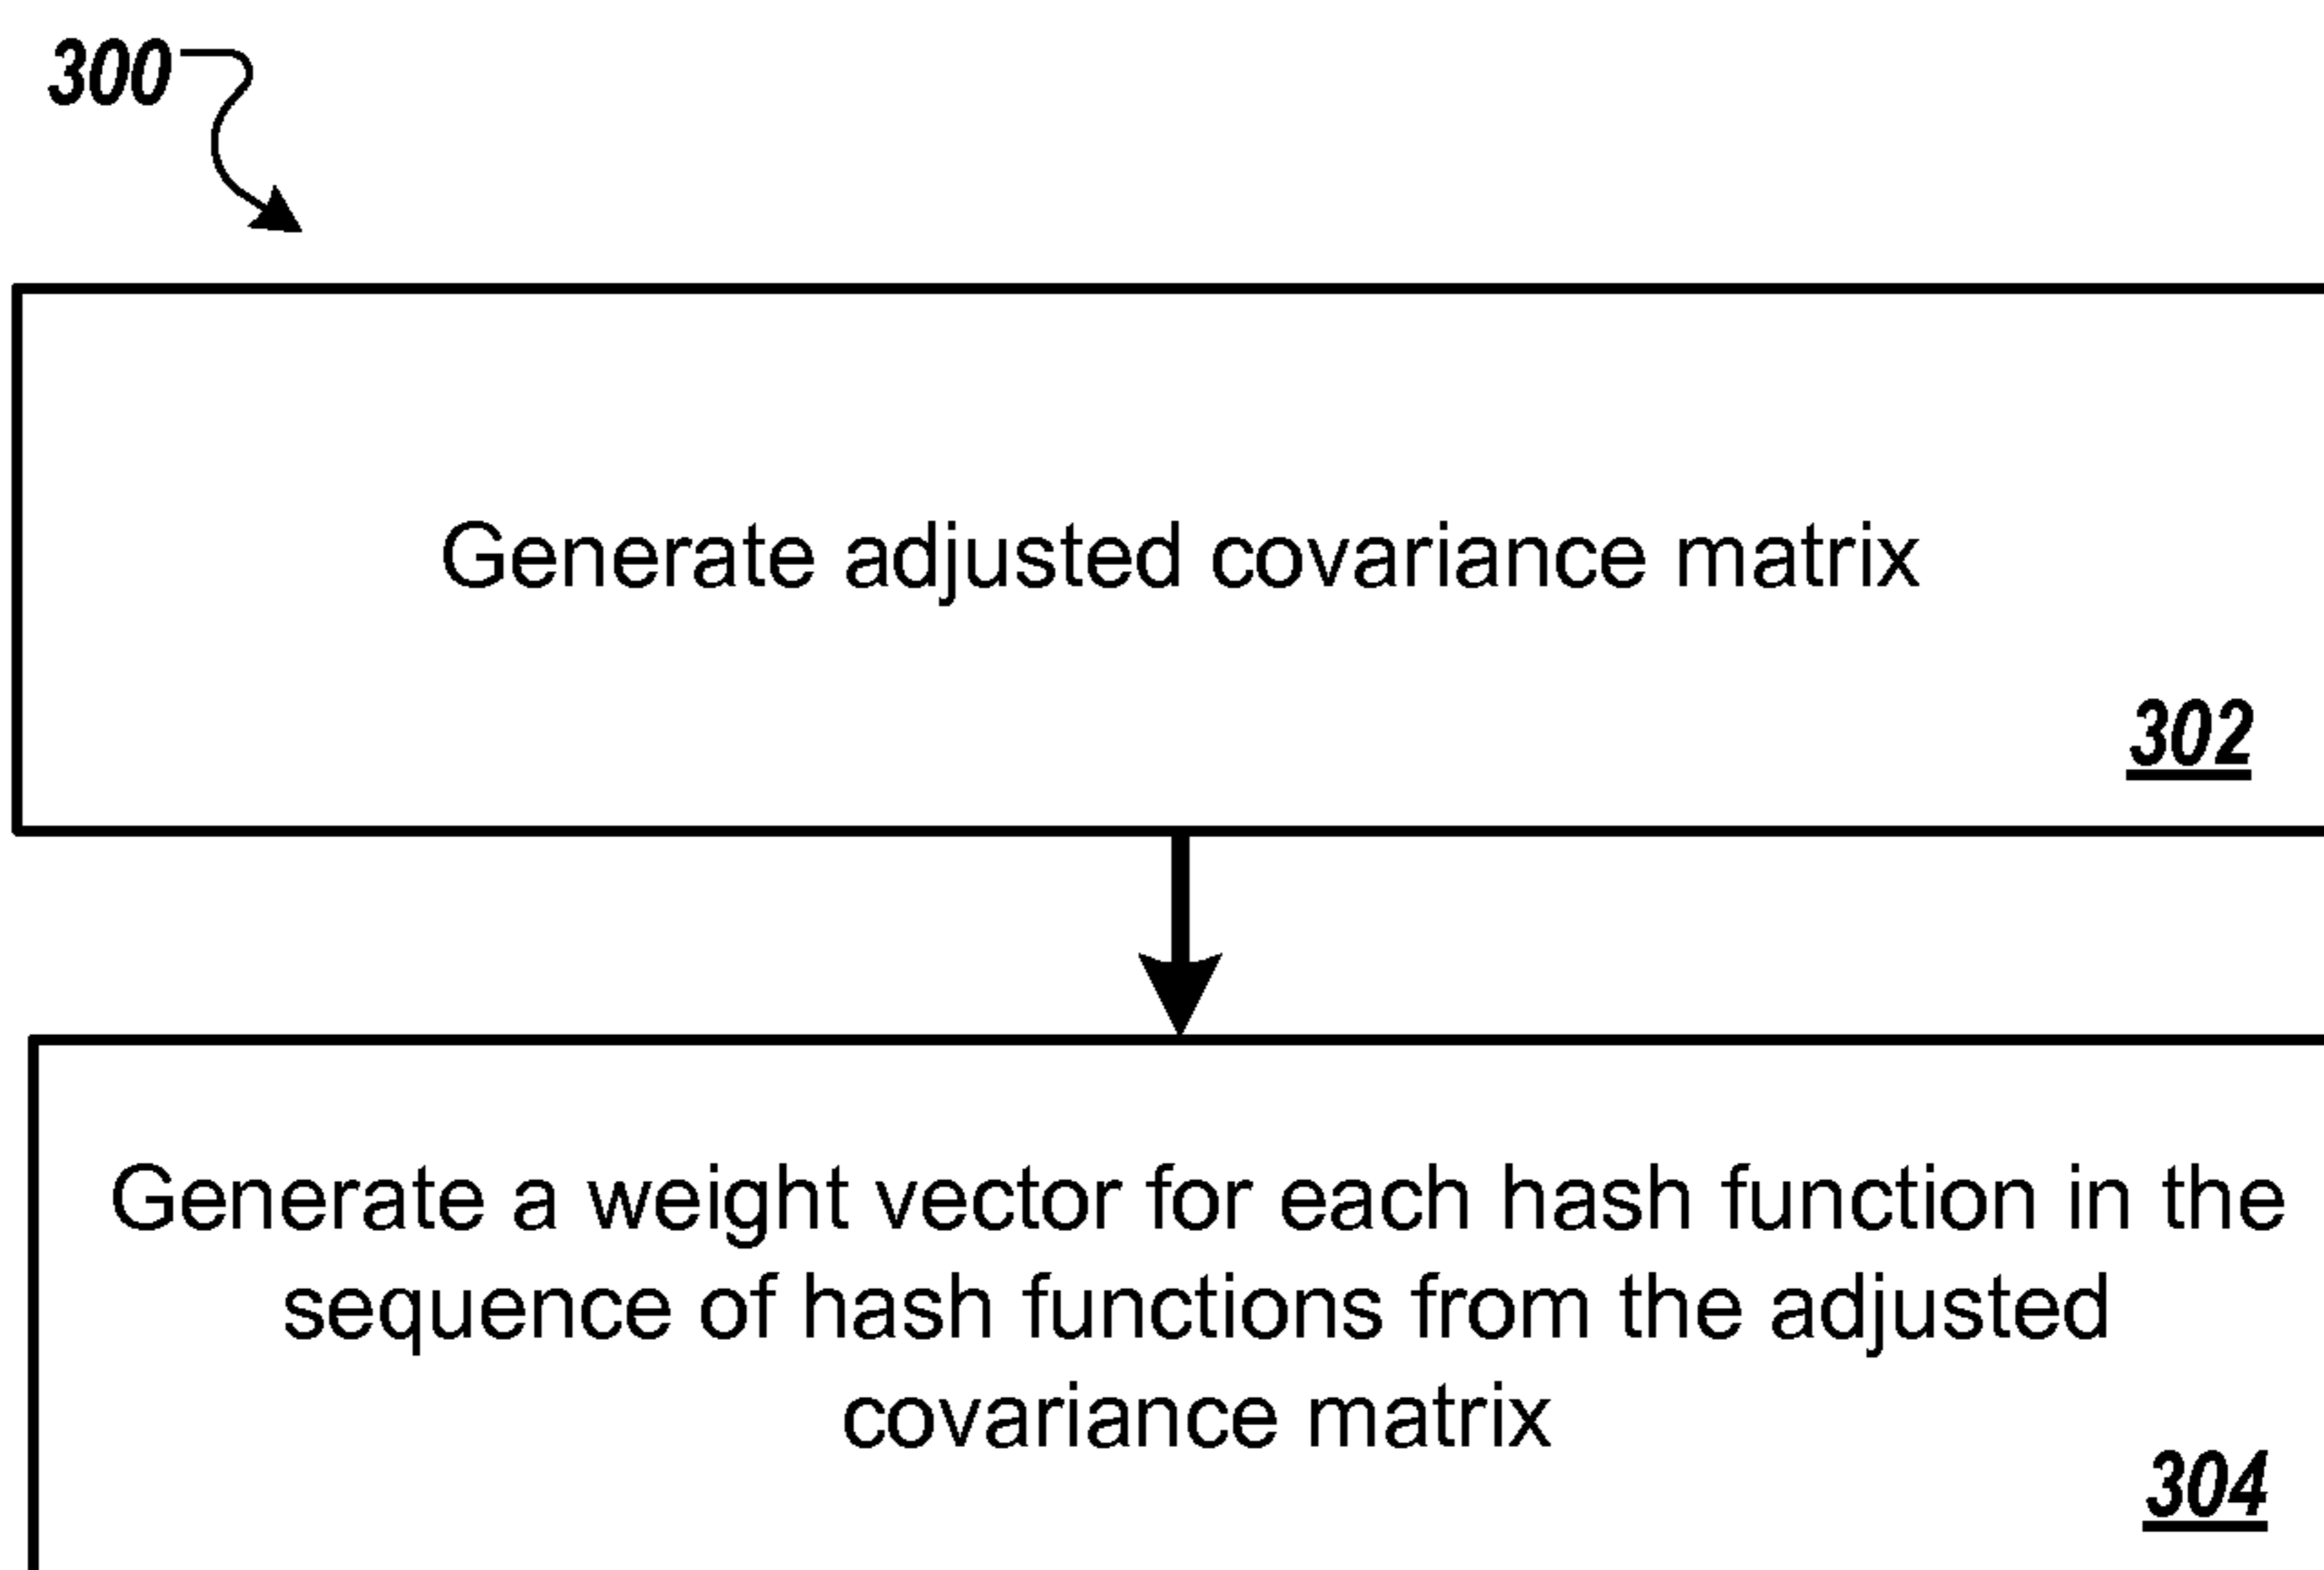 300
Generate adjusted covariance matrix
302
Generate a weight vector for each hash function in the
sequence of hash functions from the adjusted
covariance matrix
304